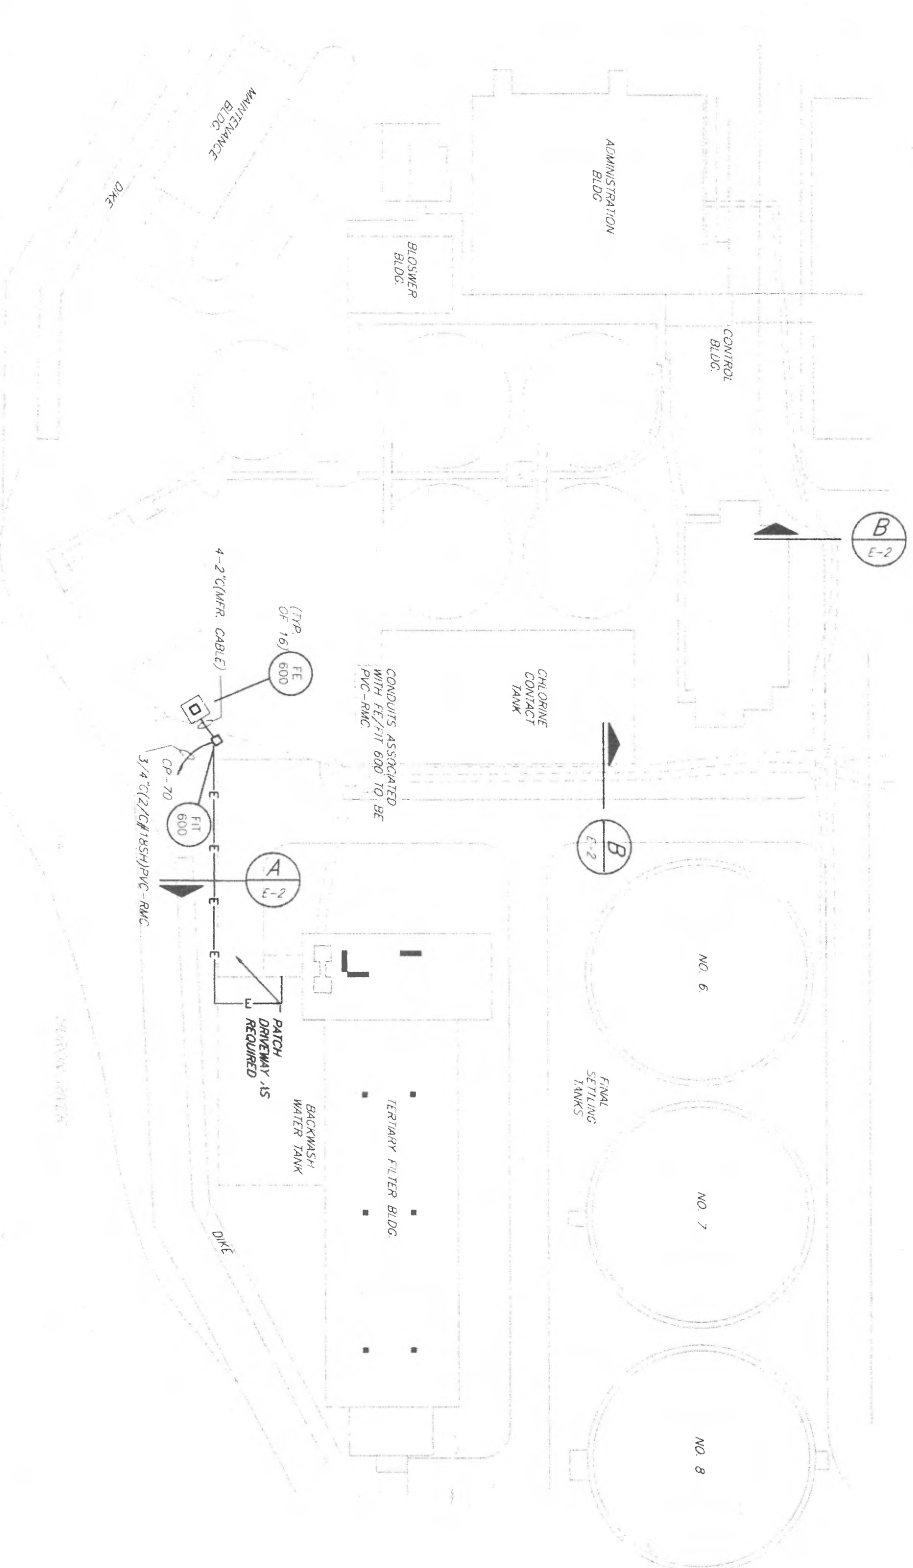 MAINTENANCE
BLDG
DIKE
ADMINISTRATION
BLDG
BLOSWER
BLDG.
CONTROL
BLDG.
B
E-2
4-2"C(MFR. CABLE)
(TYP.
OF 16)
FE
600
CONDUITS ASSOCIATED
WITH FE/FIT 600 TO BE
PVC-RMC
CHLORINE
CONTACT
TANK
CP-70
3/4"C(2/C#18SH)PVC-RMC
FIT
600
E
E
E
E
E
A
E-2
B
E-2
PATCH
DRIVEWAY AS
REQUIRED
BACKWASH
WATER TANK
TERTIARY FILTER BLDG.
FINAL
SETTLING
TANKS
NO. 6
NO. 7
NO. 8
DIKE